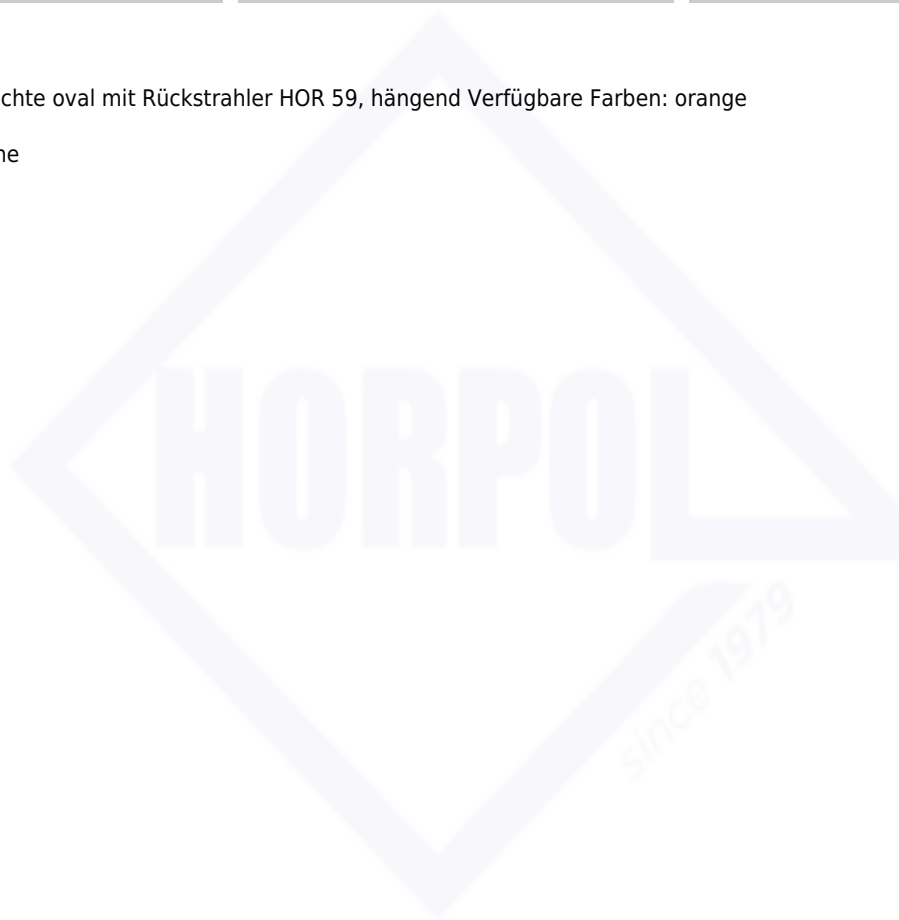 chte oval mit Rückstrahler HOR 59, hängend Verfügbare Farben: orange
ne
HORPOL
since 1979